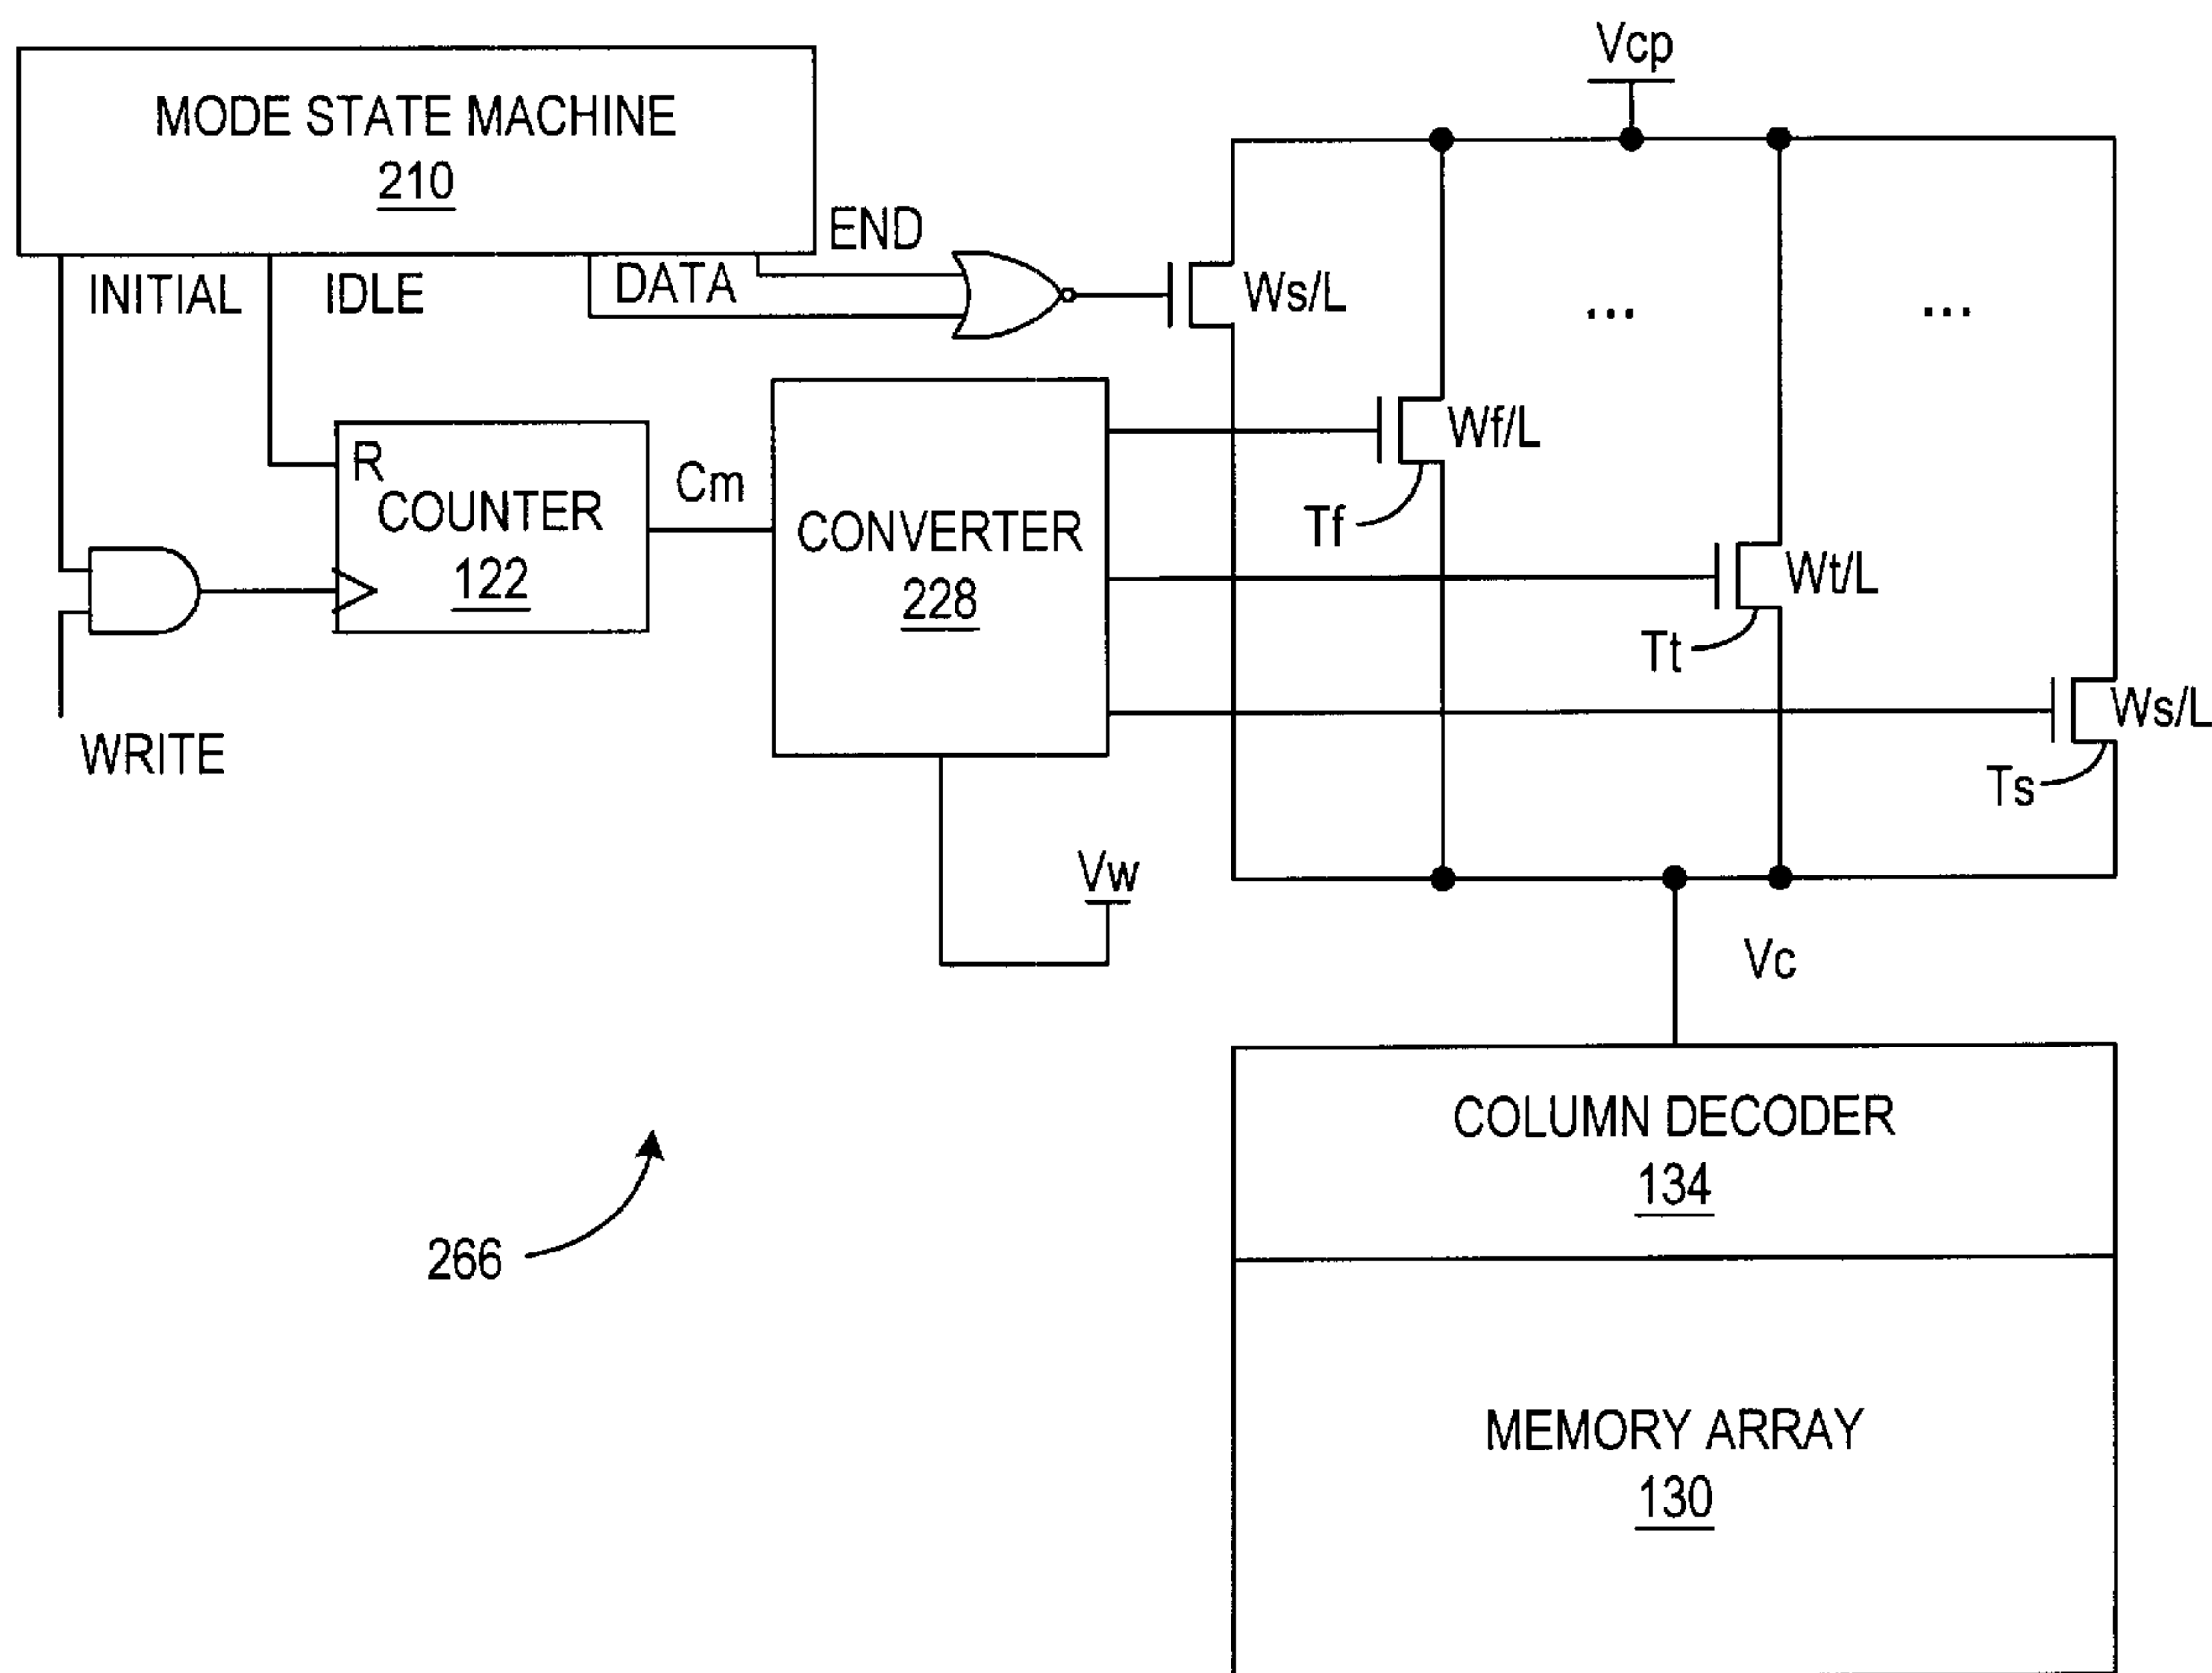 Vcp
MODE STATE MACHINE
210
END
INITIAL
IDLE
DATA
Ws/L
...
...
R
COUNTER
122
Cm
CONVERTER
228
Wf/L
Tf
Wt/L
Tt
Ws/L
Ts
WRITE
Vw
Vc
COLUMN DECODER
134
266
MEMORY ARRAY
130